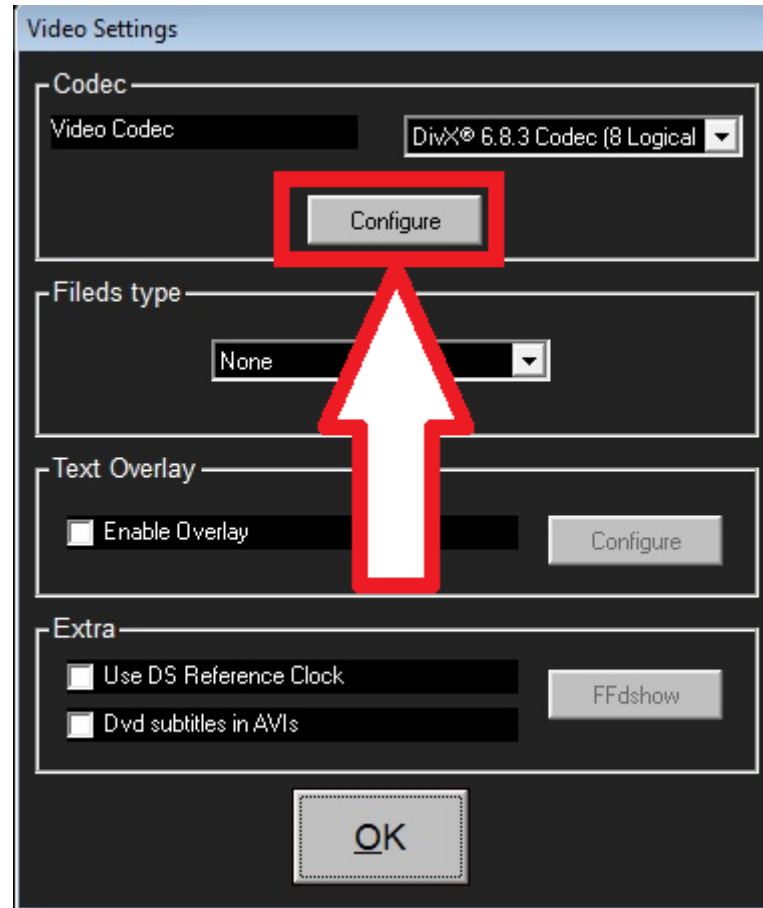 Video Settings
Codec
Video Codec
DivX® 6.8.3 Codec (8 Logical
Configure
Fileds type
None
Text Overlay
Enable Overlay
Configure
Extra
Use DS Reference Clock
FFdshow
Dvd subtitles in AVIs
OK